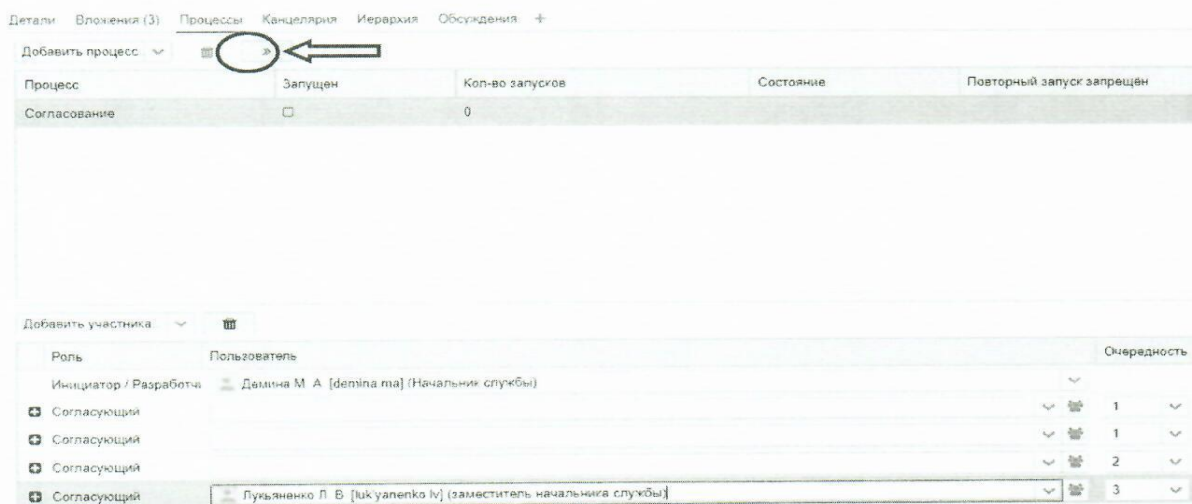 Детали Вложения (3) Процессы Канцелярия Иерархия Обсуждения +
Добавить процесс »
Процесс Запущен Кол-во запусков Состояние Повторный запуск запрещён
Согласование 0
Добавить участника
Роль Пользователь Очередность
Инициатор / Разработчи Демина М. А. [demina.ma] (Начальник службы)
Согласующий 1
Согласующий 1
Согласующий 2
Согласующий Лукьяненко Л. В. [luk'yanenko.lv] (заместитель начальника службы) 3